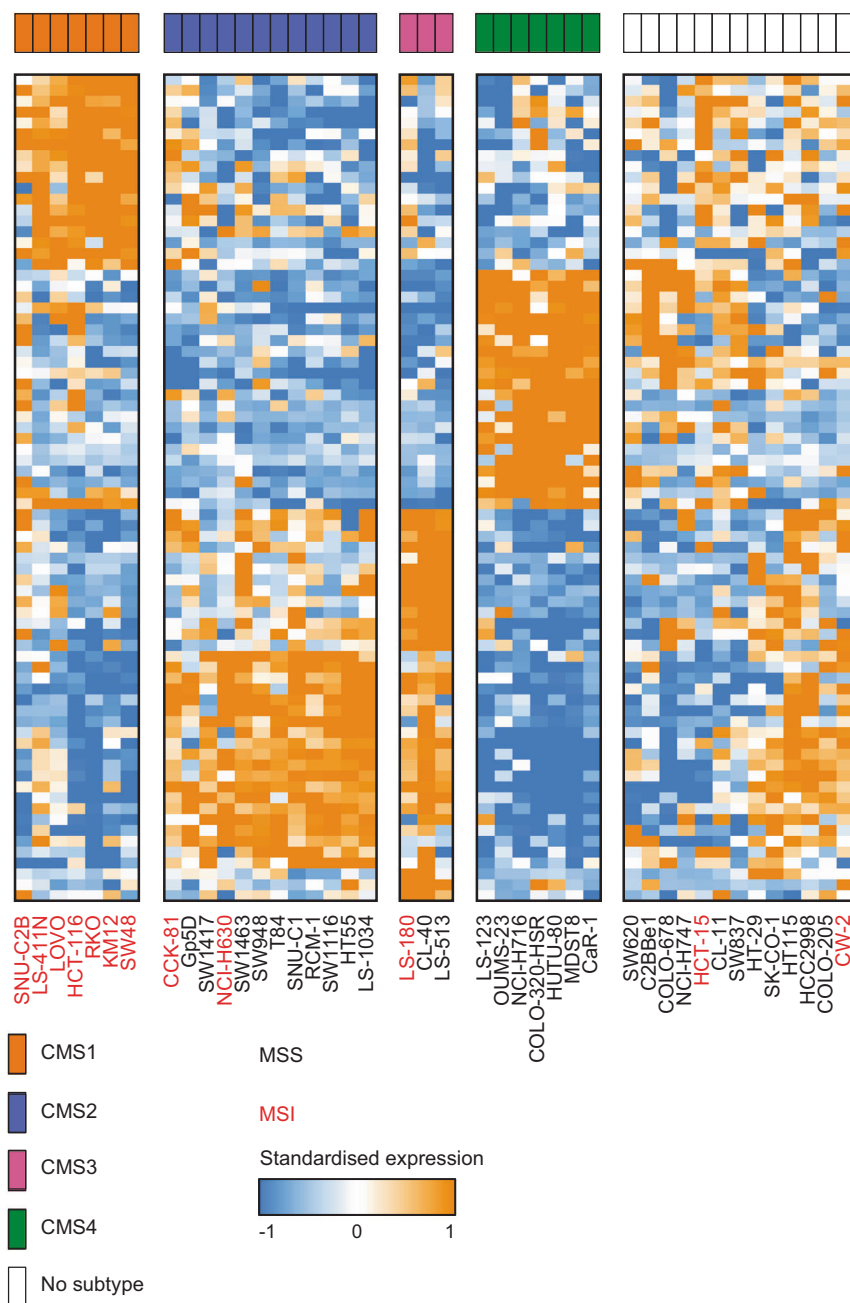 SNU-C2B
LS-411N
LOVO
HCT-116
RKO
KM12
SW48
CCK-81
Gp5D
SW1417
NCI-H630
SW1463
SW948
T84
SNU-C1
RCM-1
SW1116
HT55
LS-1034
LS-180
CL-40
LS-513
LS-123
OUMS-23
NCI-H716
COLO-320-HSR
HUTU-80
MDST8
CaR-1
SW620
C2BBe1
COLO-678
NCI-H747
HCT-15
CL-11
SW837
HT-29
SK-CO-1
HT115
HCC2998
COLO-205
CW-2
CMS1
CMS2
CMS3
CMS4
No subtype
MSS
MSI
Standardised expression
-1 0 1